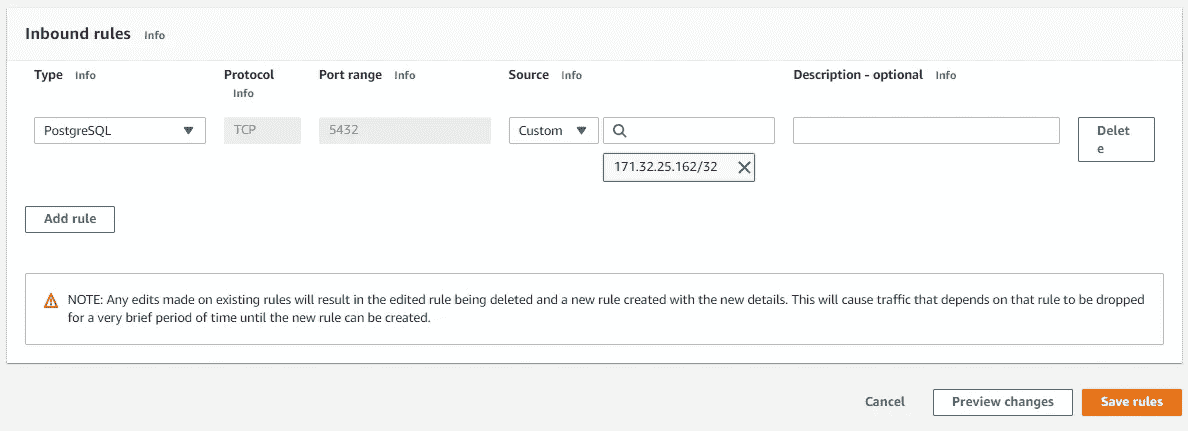 Inbound rules Info
Type Info Protocol Info Port range Info Source Info Description - optional Info
PostgreSQL TCP 5432 Custom Delet
e
171.32.25.162/32
Add rule
NOTE: Any edits made on existing rules will result in the edited rule being deleted and a new rule created with the new details. This will cause traffic that depends on that rule to be dropped
for a very brief period of time until the new rule can be created.
Cancel Preview changes Save rules